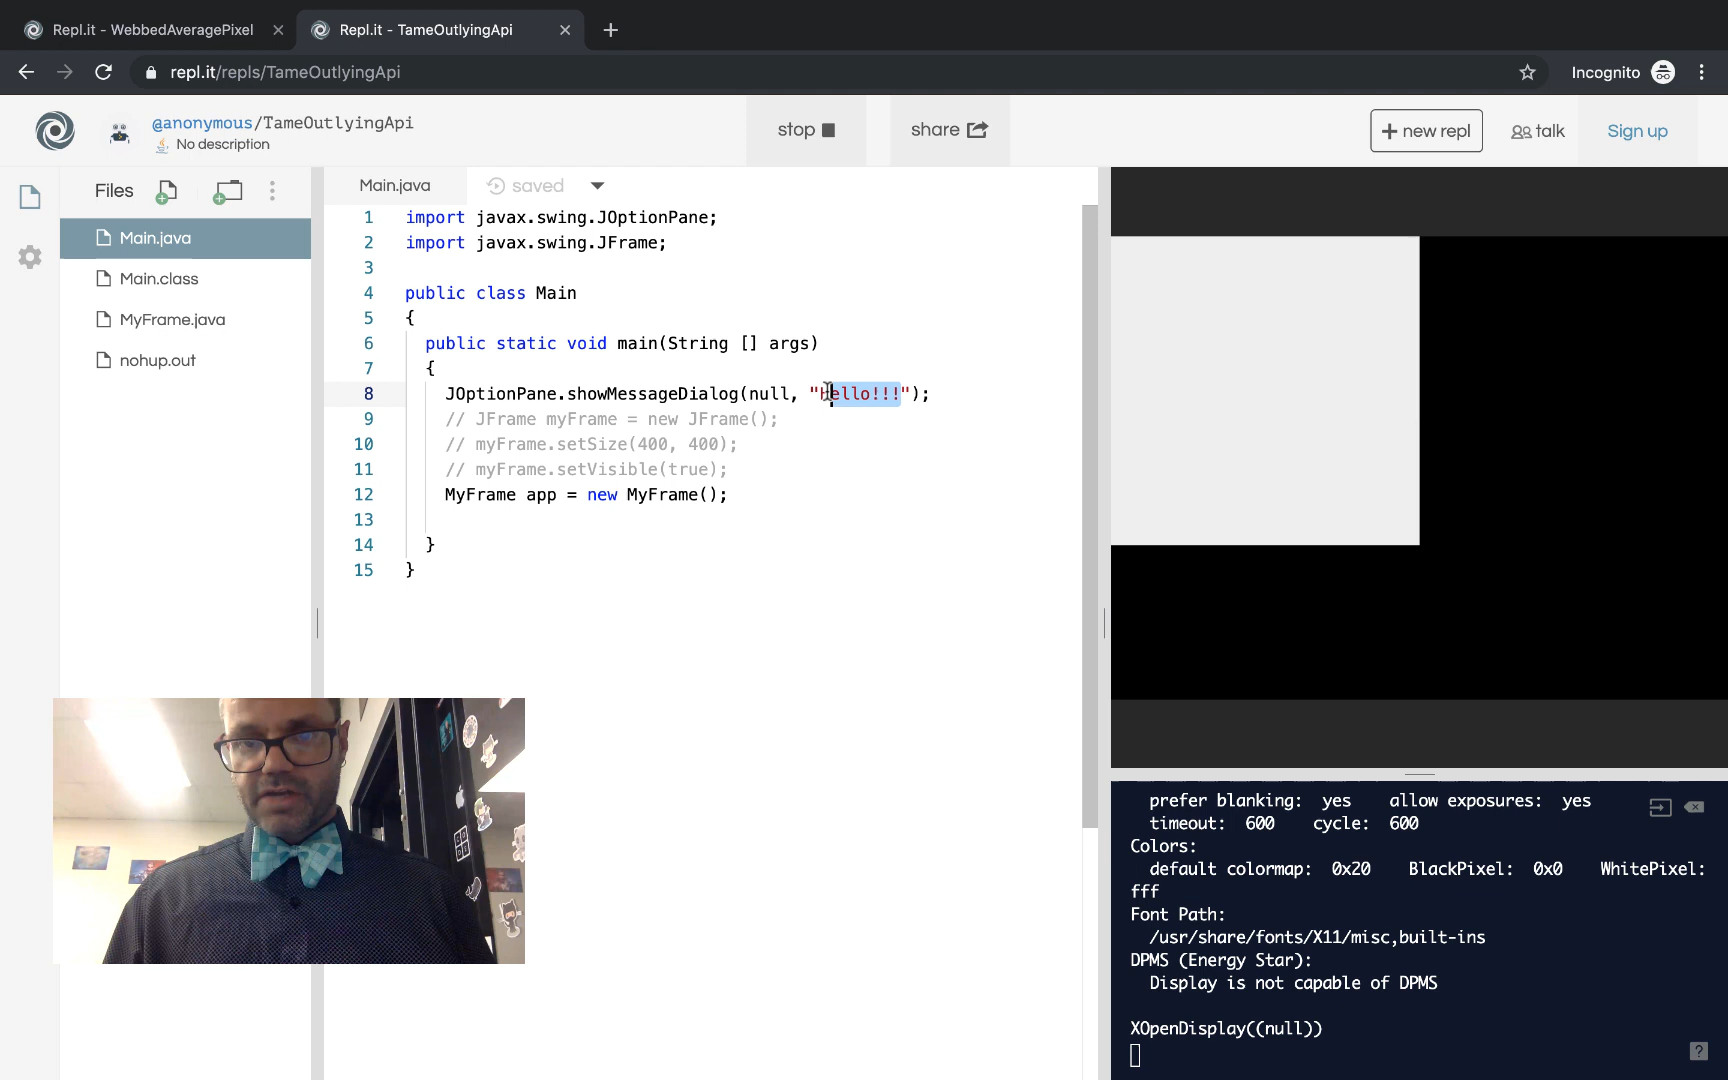 Repl.it - WebbedAveragePixel
Repl.it - TameOutlyingApi
repl.it/repls/TameOutlyingApi
Incognito
@anonymous/TameOutlyingApi
No description
stop
share
+ new repl
talk
Sign up
Files
Main.java
Main.class
MyFrame.java
nohup.out
Main.java
saved
1 import javax.swing.JOptionPane;
2 import javax.swing.JFrame;
3
4 public class Main
5 {
6 public static void main(String [] args)
7 {
8 JOptionPane.showMessageDialog(null, "hello!!!");
9 // JFrame myFrame = new JFrame();
10 // myFrame.setSize(400, 400);
11 // myFrame.setVisible(true);
12 MyFrame app = new MyFrame();
13
14 }
15 }
prefer blanking: yes allow exposures: yes
timeout: 600 cycle: 600
Colors:
default colormap: 0x20 BlackPixel: 0x0 WhitePixel:
fff
Font Path:
/usr/share/fonts/X11/misc,built-ins
DPMS (Energy Star):
Display is not capable of DPMS
XOpenDisplay((null))
?